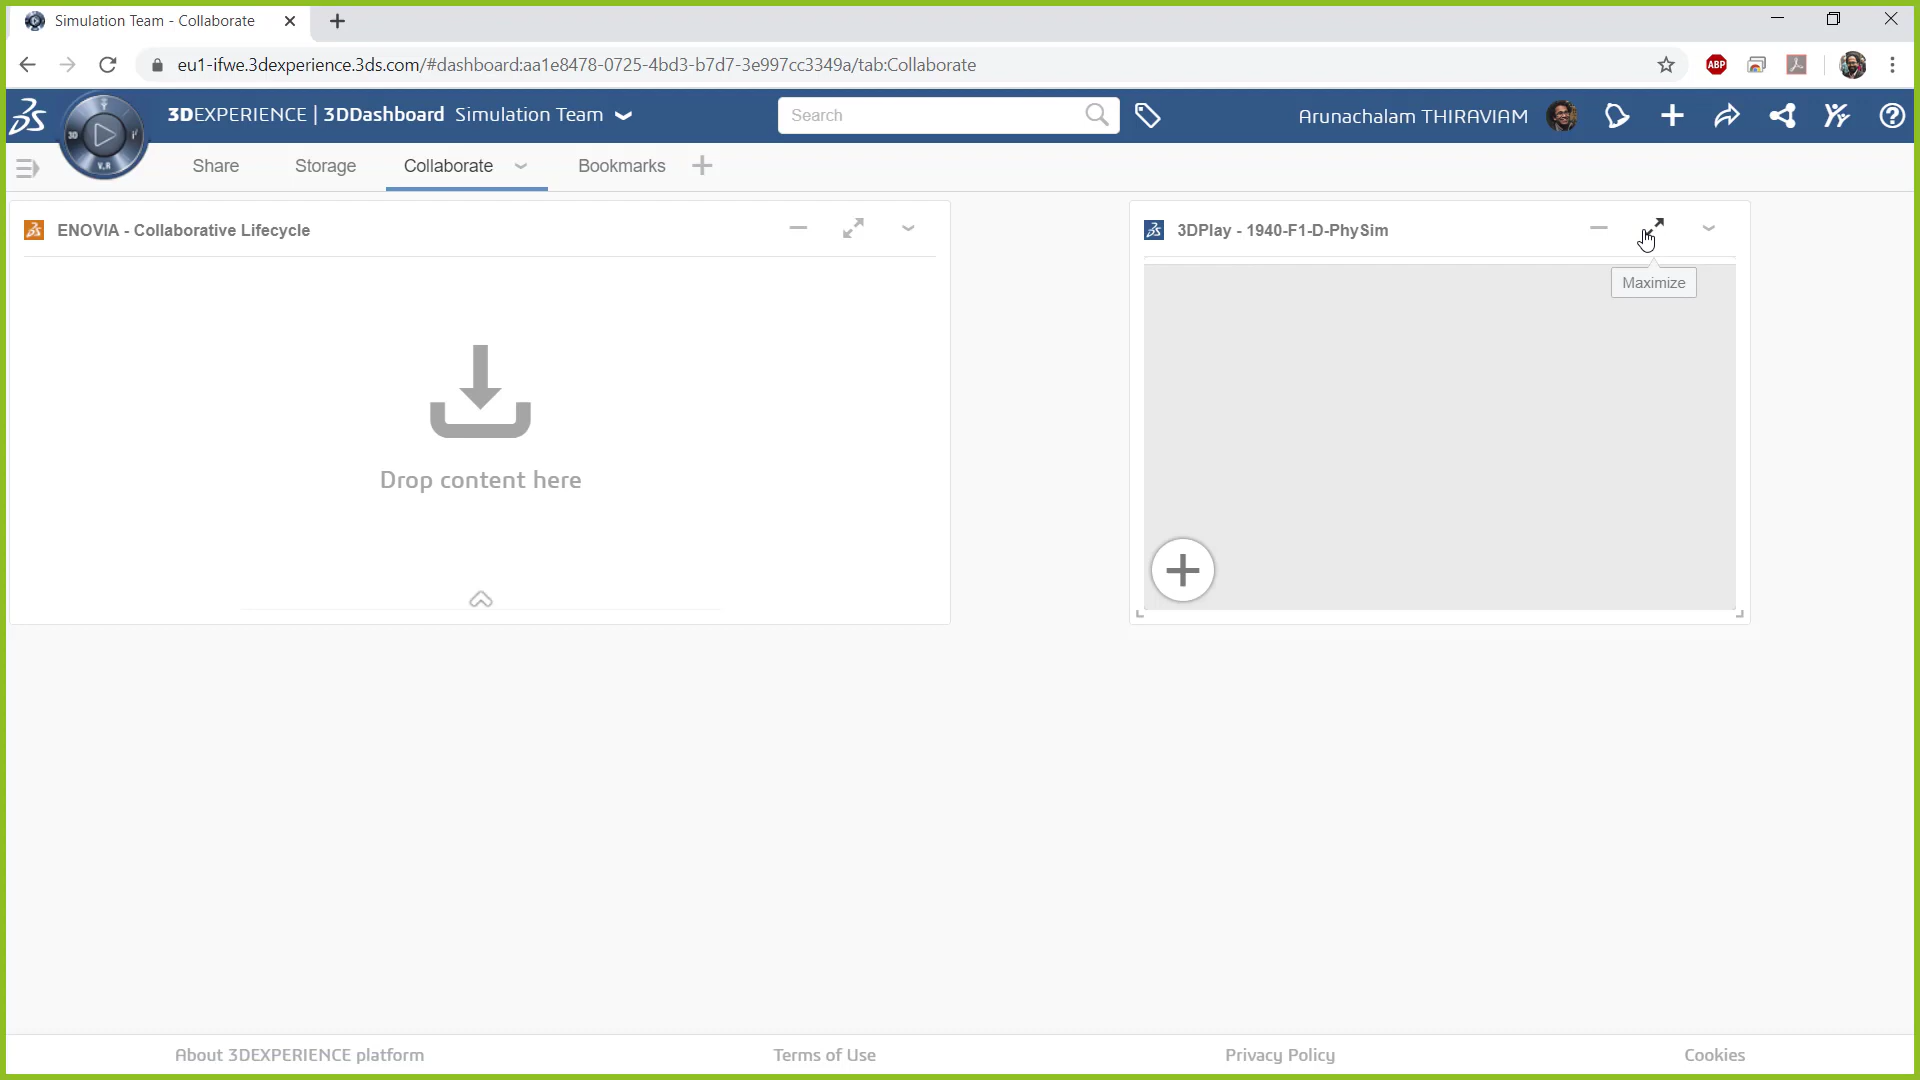 Simulation Team - Collaborate
eu1-ifwe.3dexperience.3ds.com/#dashboard:aa1e8478-0725-4bd3-b7d7-3e997cc3349a/tab:Collaborate
ABP
3DEXPERIENCE | 3DDashboard Simulation Team
Search
Arunachalam THIRAVIAM
3D
V.R
Share
Storage
Collaborate
Bookmarks
ENOVIA - Collaborative Lifecycle
3DPlay - 1940-F1-D-PhySim
Maximize
Drop content here
About 3DEXPERIENCE platform
Terms of Use
Privacy Policy
Cookies